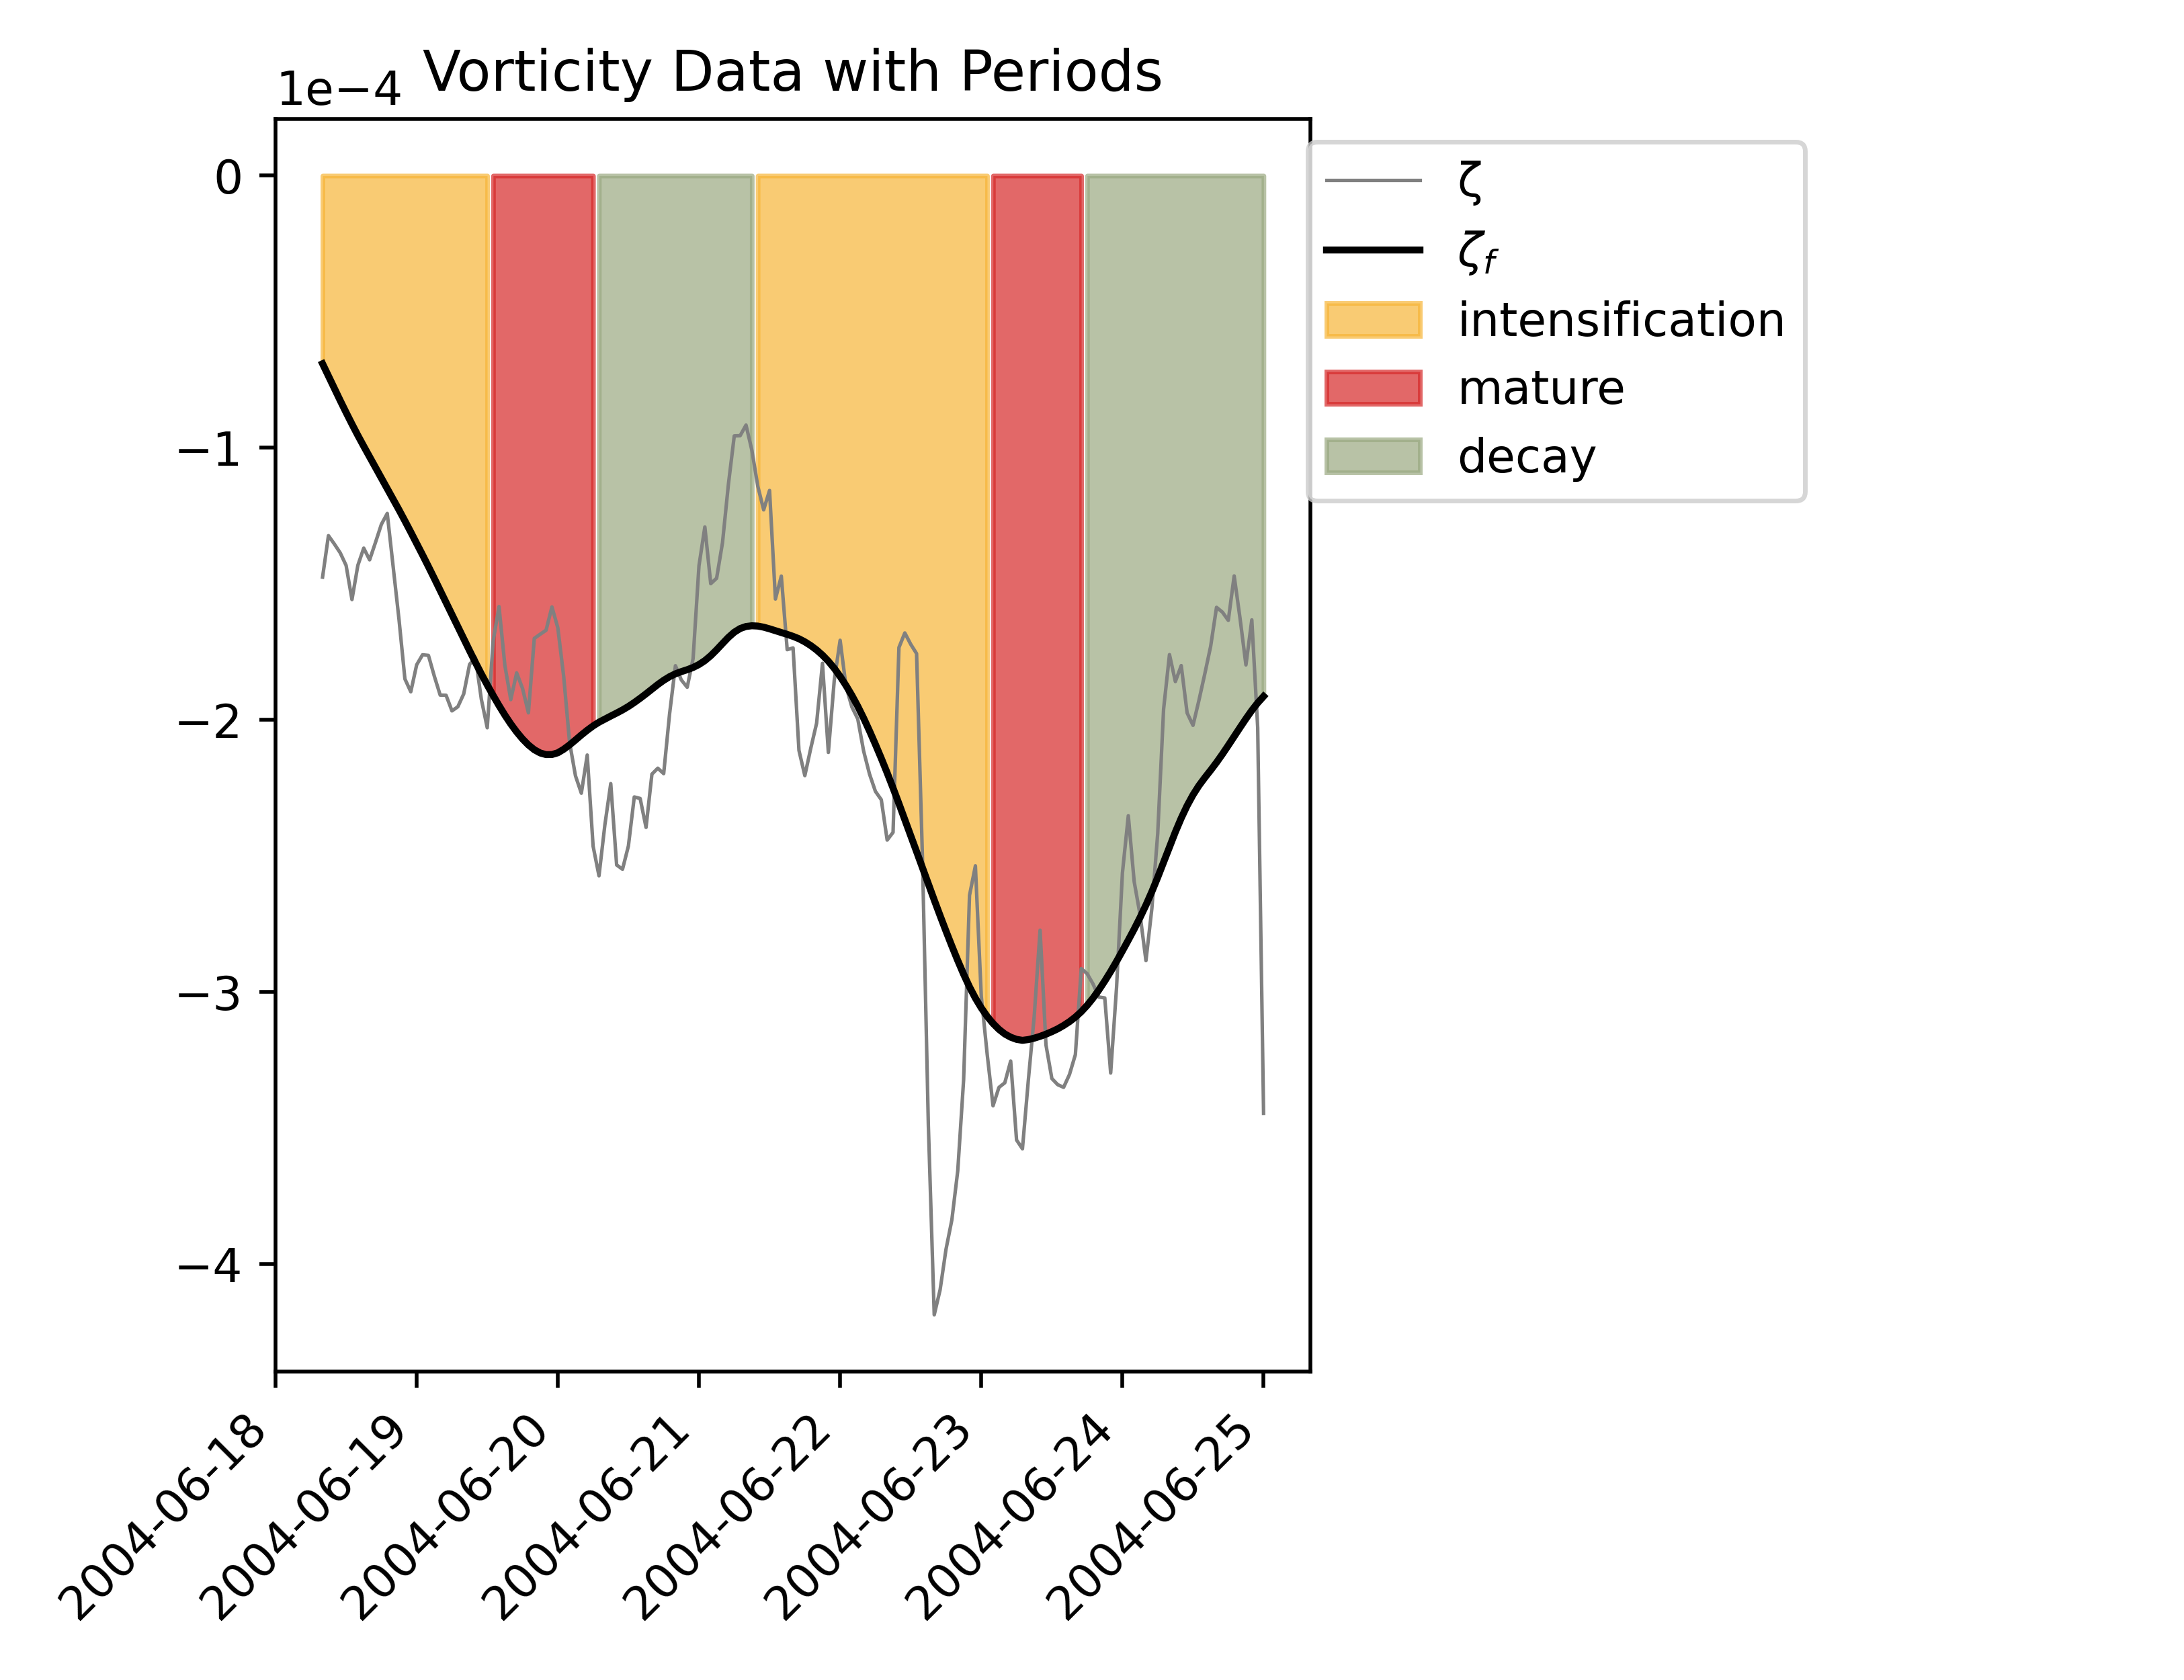 Vorticity Data with Periods
1e−4
0
−1
−2
−3
−4
2004-06-18
2004-06-19
2004-06-20
2004-06-21
2004-06-22
2004-06-23
2004-06-24
2004-06-25
ζ
ζf
intensification
mature
decay